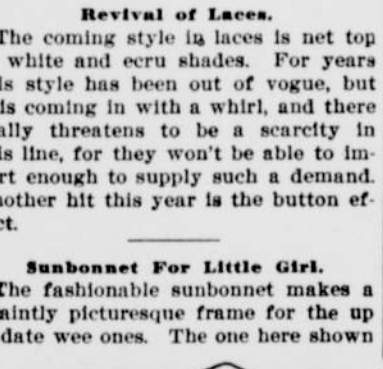 Revival of Laces.
The coming style in laces is net top
white and ecru shades. For years
is style has been out of vogue, but
is coming in with a whirl, and there
ally threatens to be a scarcity in
is line, for they won't be able to im-
rt enough to supply such a demand.
nother hit this year is the button ef-
ct.
Sunbonnet For Little Girl.
The fashionable sunbonnet makes a
aintly picturesque frame for the up
date wee ones. The one here shown